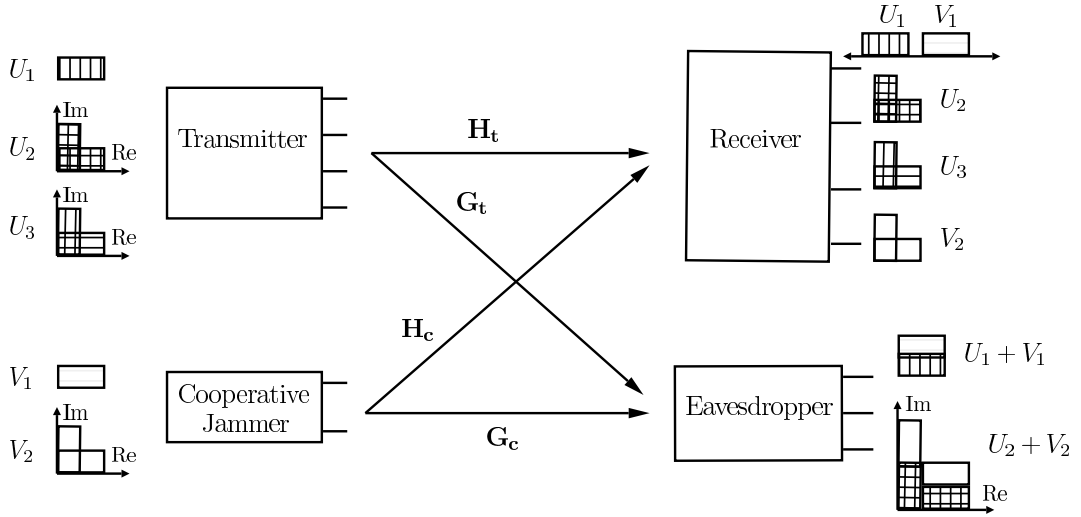 U1 V1
U1
Im
U2 Re
Im
U3 Re
Transmitter
Ht
Gt
Hc
Gc
Receiver
U2
U3
V2
V1
Im
V2 Re
Cooperative
Jammer
Eavesdropper
U1 + V1
Im
U2 + V2
Re